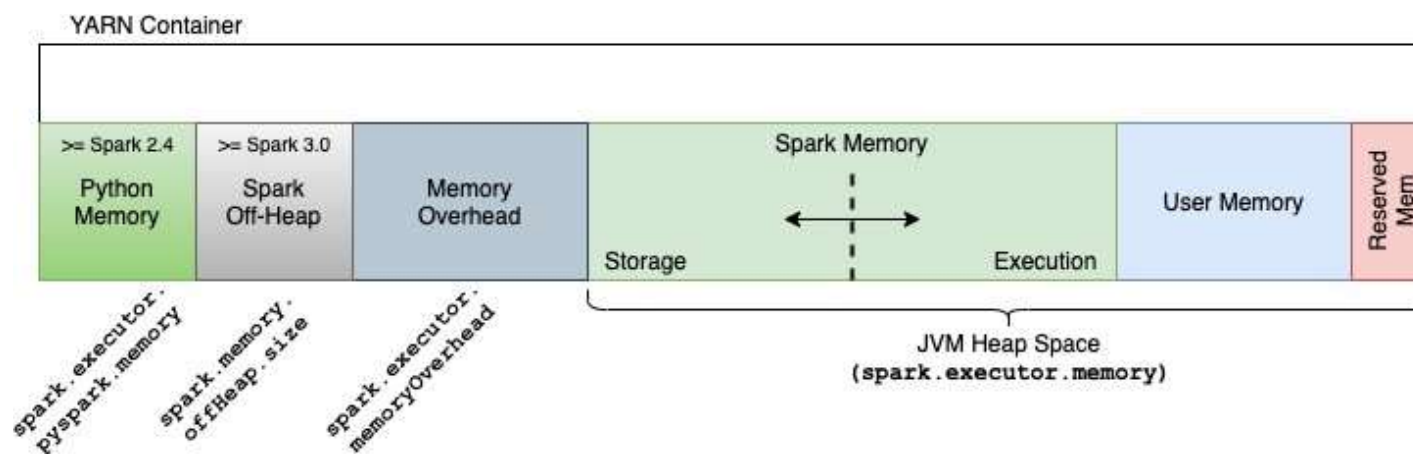 YARN Container
>= Spark 2.4
Python
Memory
>= Spark 3.0
Spark
Off-Heap
Memory
Overhead
Spark Memory
Storage
Execution
User Memory
Reserved
Mem
spark.executor.
pyspark.memory
spark.memory.
offHeap.size
spark.executor.
memoryOverhead
JVM Heap Space
(spark.executor.memory)